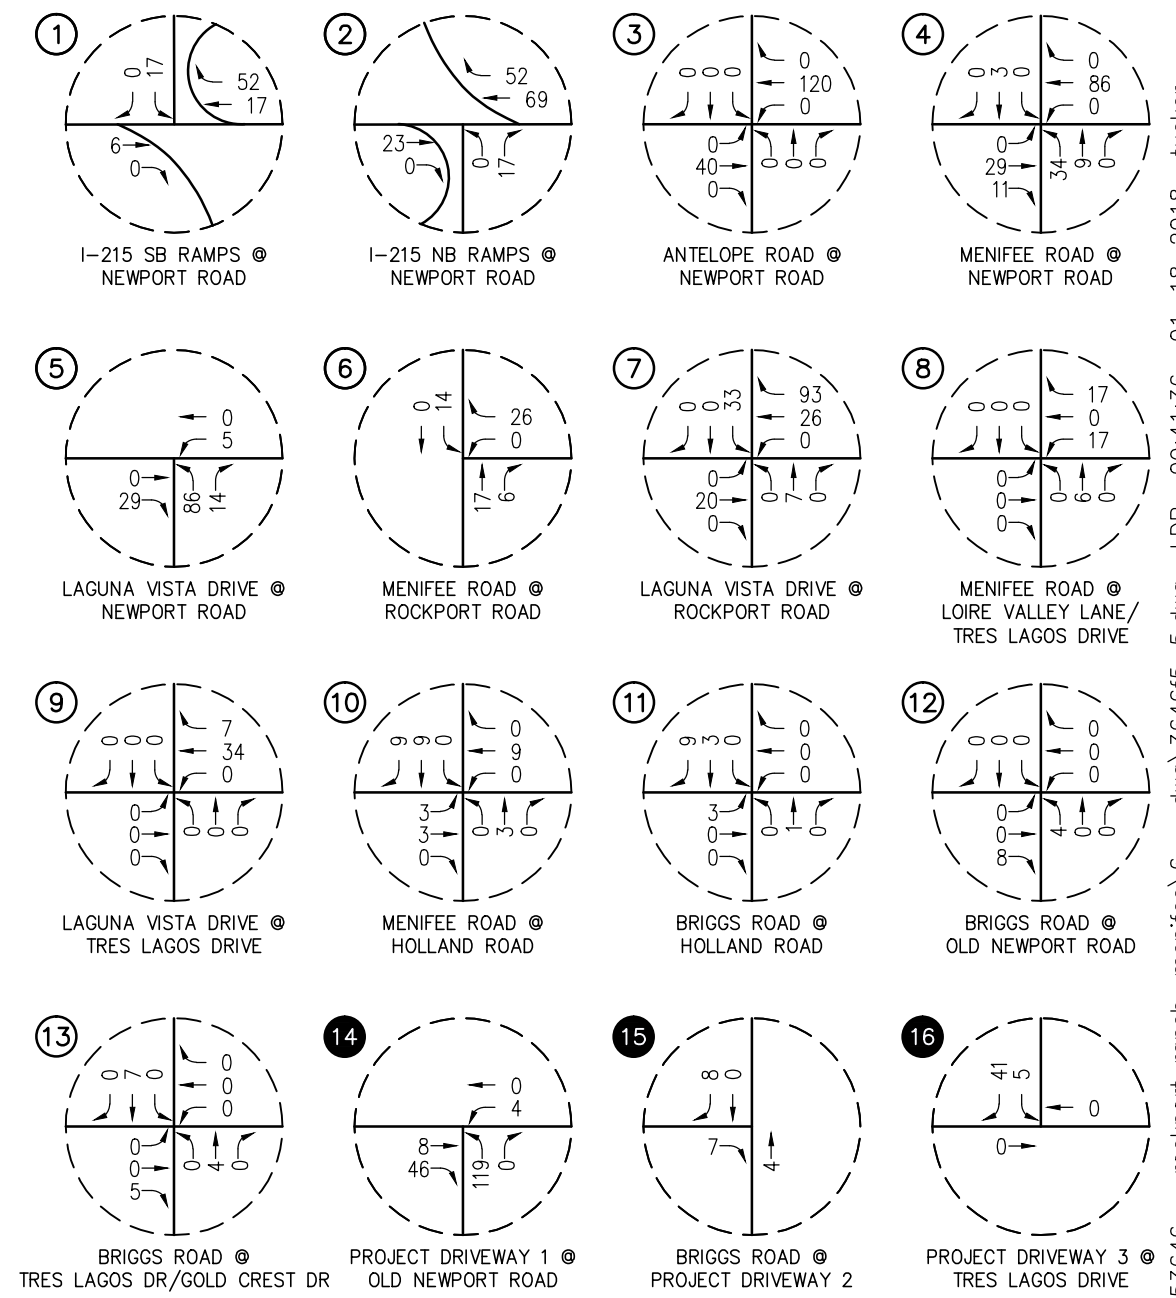 1
0
17
52
17
6
0
I-215 SB RAMPS @
NEWPORT ROAD
2
52
69
23
0
0
17
I-215 NB RAMPS @
NEWPORT ROAD
3
0 0 0
0
120
0
0
40
0
0 0 0
ANTELOPE ROAD @
NEWPORT ROAD
4
0 3 0
0
86
0
0
29
11
34 9 0
MENIFEE ROAD @
NEWPORT ROAD
5
0
5
0
29
86 14
LAGUNA VISTA DRIVE @
NEWPORT ROAD
6
0 14
26
0
17 6
MENIFEE ROAD @
ROCKPORT ROAD
7
0 0 33
93
26
0
0
20
0
0 7 0
LAGUNA VISTA DRIVE @
ROCKPORT ROAD
8
0 0 0
17
0
17
0
0
0
0 6 0
MENIFEE ROAD @
LOIRE VALLEY LANE/
TRES LAGOS DRIVE
9
0 0 0
7
34
0
0
0
0
0 0 0
LAGUNA VISTA DRIVE @
TRES LAGOS DRIVE
10
9 9 0
0
9
0
3
3
0
0 3 0
MENIFEE ROAD @
HOLLAND ROAD
11
9 3 0
0
0
0
3
0
0
0 1 0
BRIGGS ROAD @
HOLLAND ROAD
12
0 0 0
0
0
0
0
0
8
4 0 0
BRIGGS ROAD @
OLD NEWPORT ROAD
13
0 7 0
0
0
0
0
0
5
0 4 0
BRIGGS ROAD @
TRES LAGOS DR/GOLD CREST DR
14
0
4
8
46
119 0
PROJECT DRIVEWAY 1 @
OLD NEWPORT ROAD
15
8 0
7
4
BRIGGS ROAD @
PROJECT DRIVEWAY 2
16
41 5
0
0
PROJECT DRIVEWAY 3 @
TRES LAGOS DRIVE